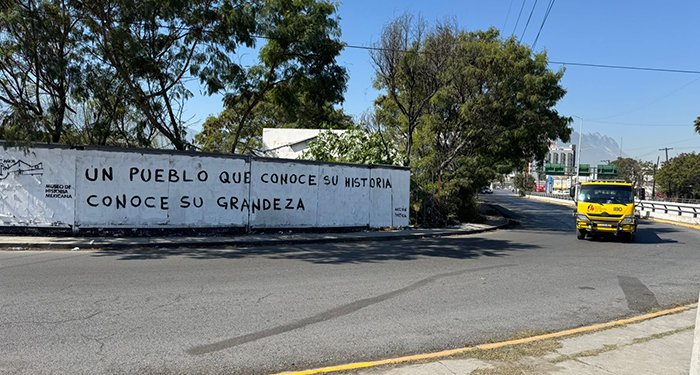 UN PUEBLO QUE CONOCE SU HISTORIA
CONOCE SU GRANDEZA
MUSEO DE
HISTORIA
MEXICANA